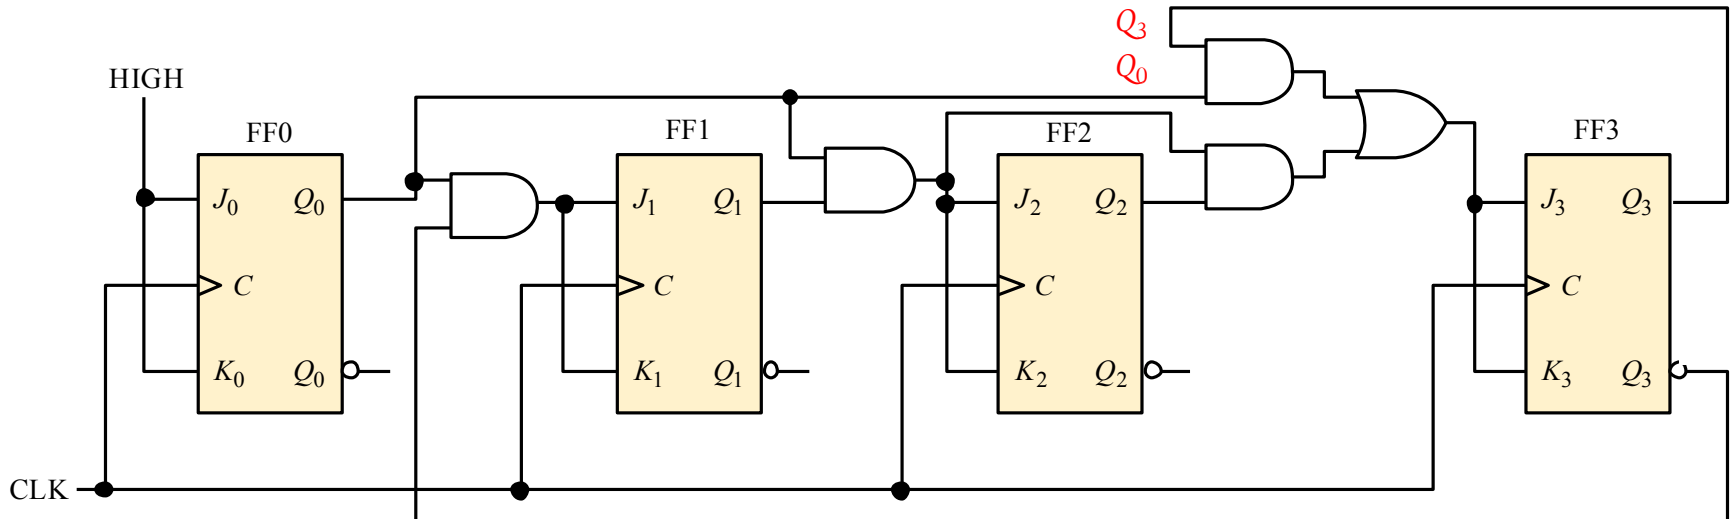 Q3
Q0
HIGH
FF0
FF1
FF2
FF3
J0 Q0
J1 Q1
J2 Q2
J3 Q3
C
C
C
C
K0 Q0
K1 Q1
K2 Q2
K3 Q3
CLK